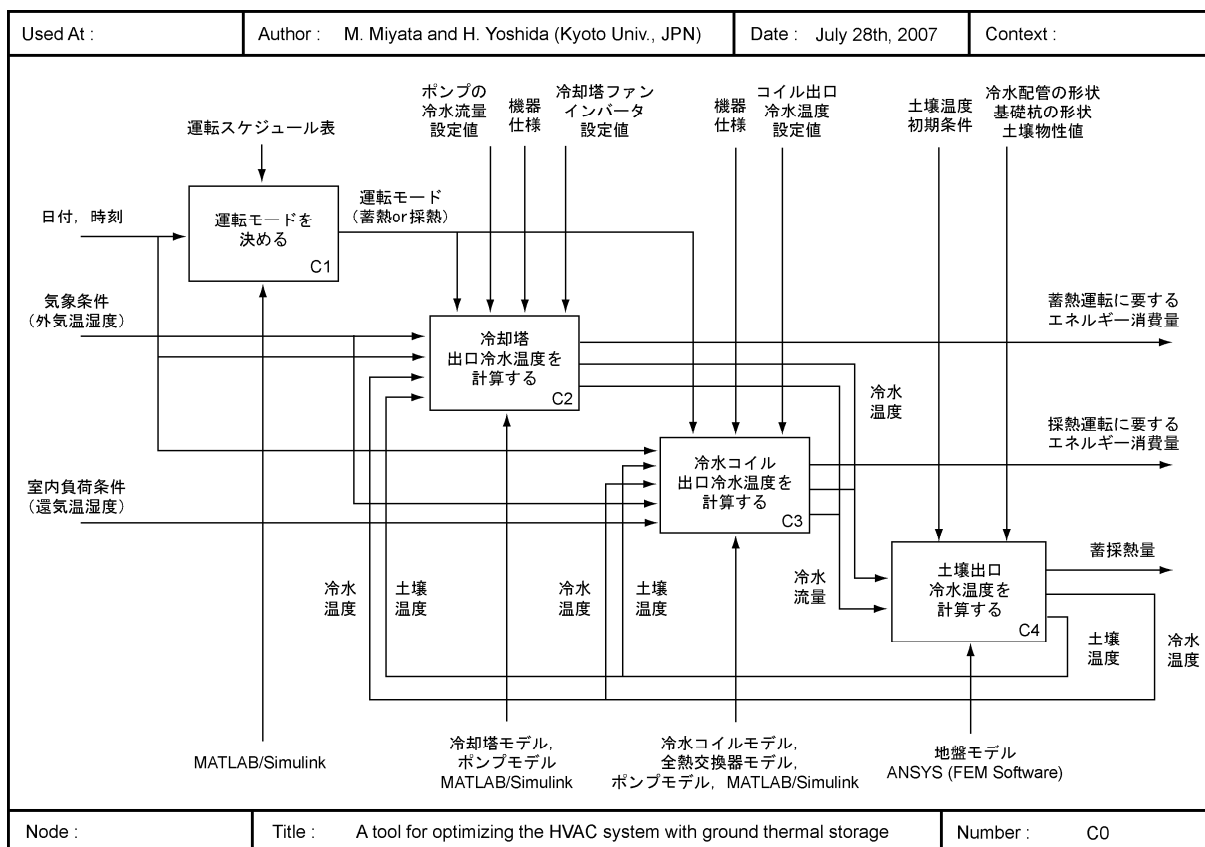 Used At :
Author : M. Miyata and H. Yoshida (Kyoto Univ., JPN)
Date : July 28th, 2007
Context :
運転スケジュール表
ポンプの
冷水流量
設定値
機器
仕様
冷却塔ファン
インバータ
設定値
機器
仕様
コイル出口
冷水温度
設定値
土壌温度
初期条件
冷水配管の形状
基礎杭の形状
土壌物性値
日付，時刻
運転モードを
決める
C1
運転モード
（蓄熱or採熱）
気象条件
（外気温湿度）
冷却塔
出口冷水温度を
計算する
C2
蓄熱運転に要する
エネルギー消費量
冷水
温度
室内負荷条件
（還気温湿度）
冷水コイル
出口冷水温度を
計算する
C3
採熱運転に要する
エネルギー消費量
冷水
温度
土壌
温度
冷水
温度
土壌
温度
冷水
流量
土壌出口
冷水温度を
計算する
C4
蓄採熱量
土壌
温度
冷水
温度
MATLAB/Simulink
冷却塔モデル，
ポンプモデル
MATLAB/Simulink
冷水コイルモデル，
全熱交換器モデル，
ポンプモデル，MATLAB/Simulink
地盤モデル
ANSYS (FEM Software)
Node :
Title : A tool for optimizing the HVAC system with ground thermal storage
Number : C0